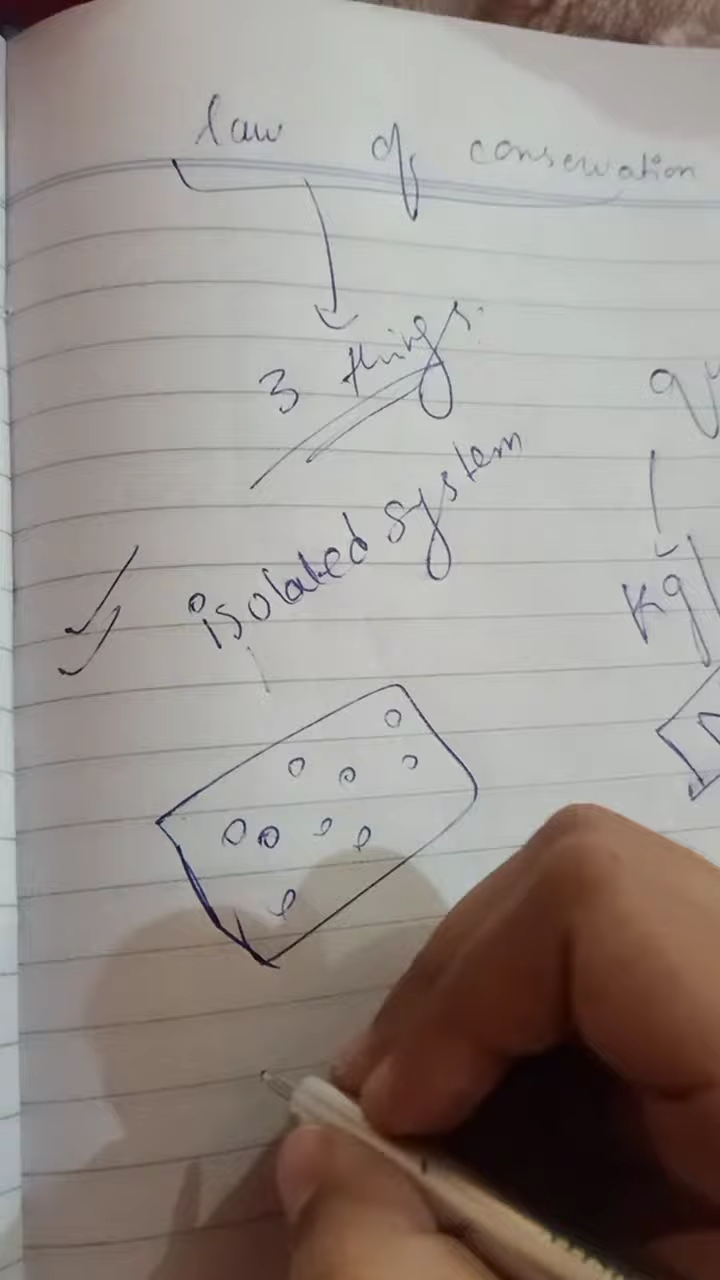 law of conservation
3 things.
isolated system
kg